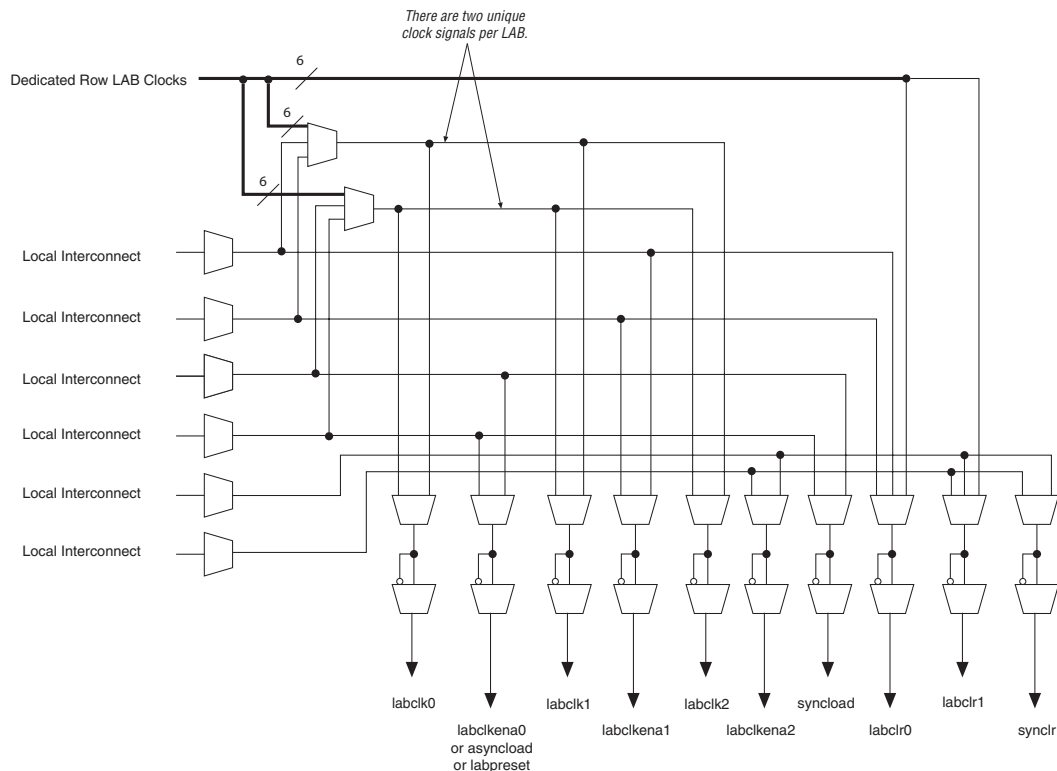 There are two unique
clock signals per LAB.
6
Dedicated Row LAB Clocks
6
6
Local Interconnect
Local Interconnect
Local Interconnect
Local Interconnect
Local Interconnect
Local Interconnect
labclk0
labclk1
labclk2
syncload
labclr1
labclkena0
or asyncload
or labpreset
labclkena1
labclkena2
labclr0
synclr